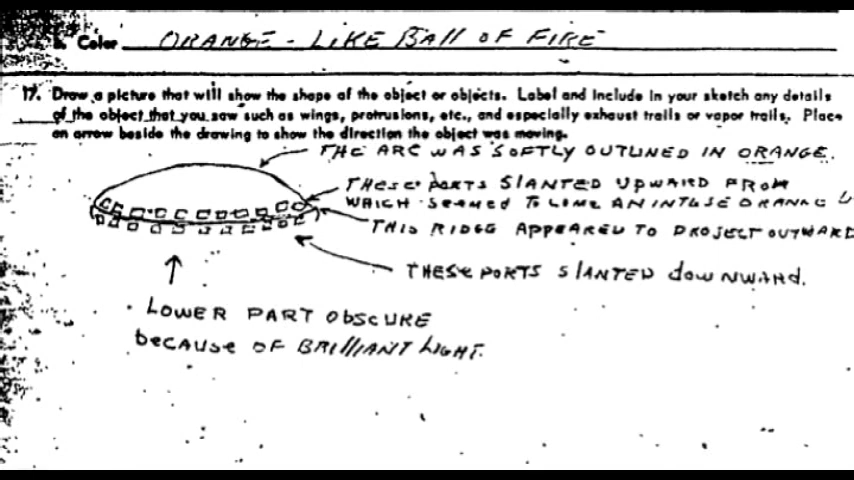 b. Color ORANGE - LIKE BALL OF FIRE
17. Draw a picture that will show the shape of the object or objects. Label and include in your sketch any details
of the object that you saw such as wings, protrusions, etc., and especially exhaust trails or vapor trails. Place
an arrow beside the drawing to show the direction the object was moving.
THE ARC WAS SOFTLY OUTLINED IN ORANGE.
THESE PORTS SLANTED UPWARD FROM
WHICH SEEMED TO COME AN INTENSE ORANGE
THIS RIDGE APPEARED TO PROJECT OUTWARD
THESE PORTS SLANTED DOWNWARD.
LOWER PART OBSCURE
BECAUSE OF BRILLIANT LIGHT.